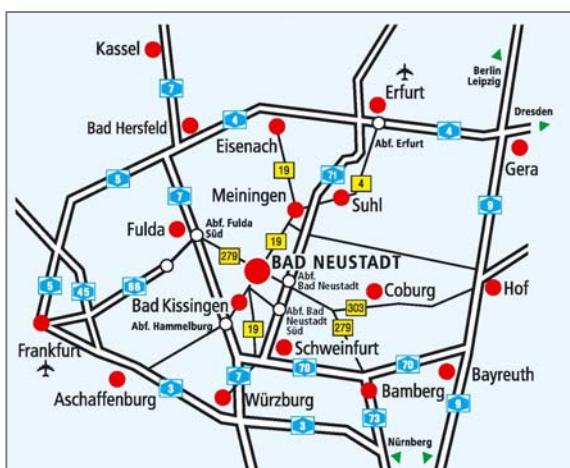 Kassel
7
Erfurt
Berlin
Leipzig
Dresden
Bad Hersfeld
4
Abf. Erfurt
4
Eisenach
Gera
5
19
71
4
7
Meiningen
Suhl
9
Fulda
Abf. Fulda
Süd
19
279
BAD NEUSTADT
Abf.
Bad Neustadt
5
45
66
Bad Kissingen
Coburg
Hof
303
Abf. Hammelburg
Abf. Bad
Neustadt
Süd
279
19
Frankfurt
Schweinfurt
70
70
Aschaffenburg
3
7
Würzburg
Bamberg
Bayreuth
9
73
3
Nürnberg